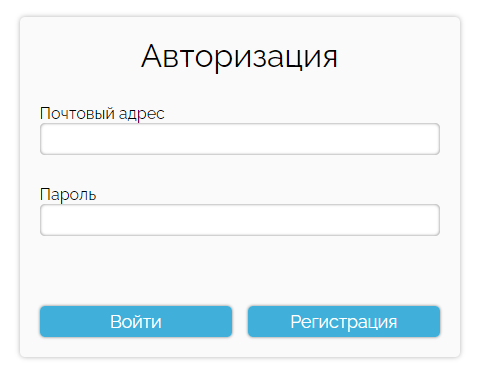 Авторизация
Почтовый адрес
Пароль
Войти Регистрация